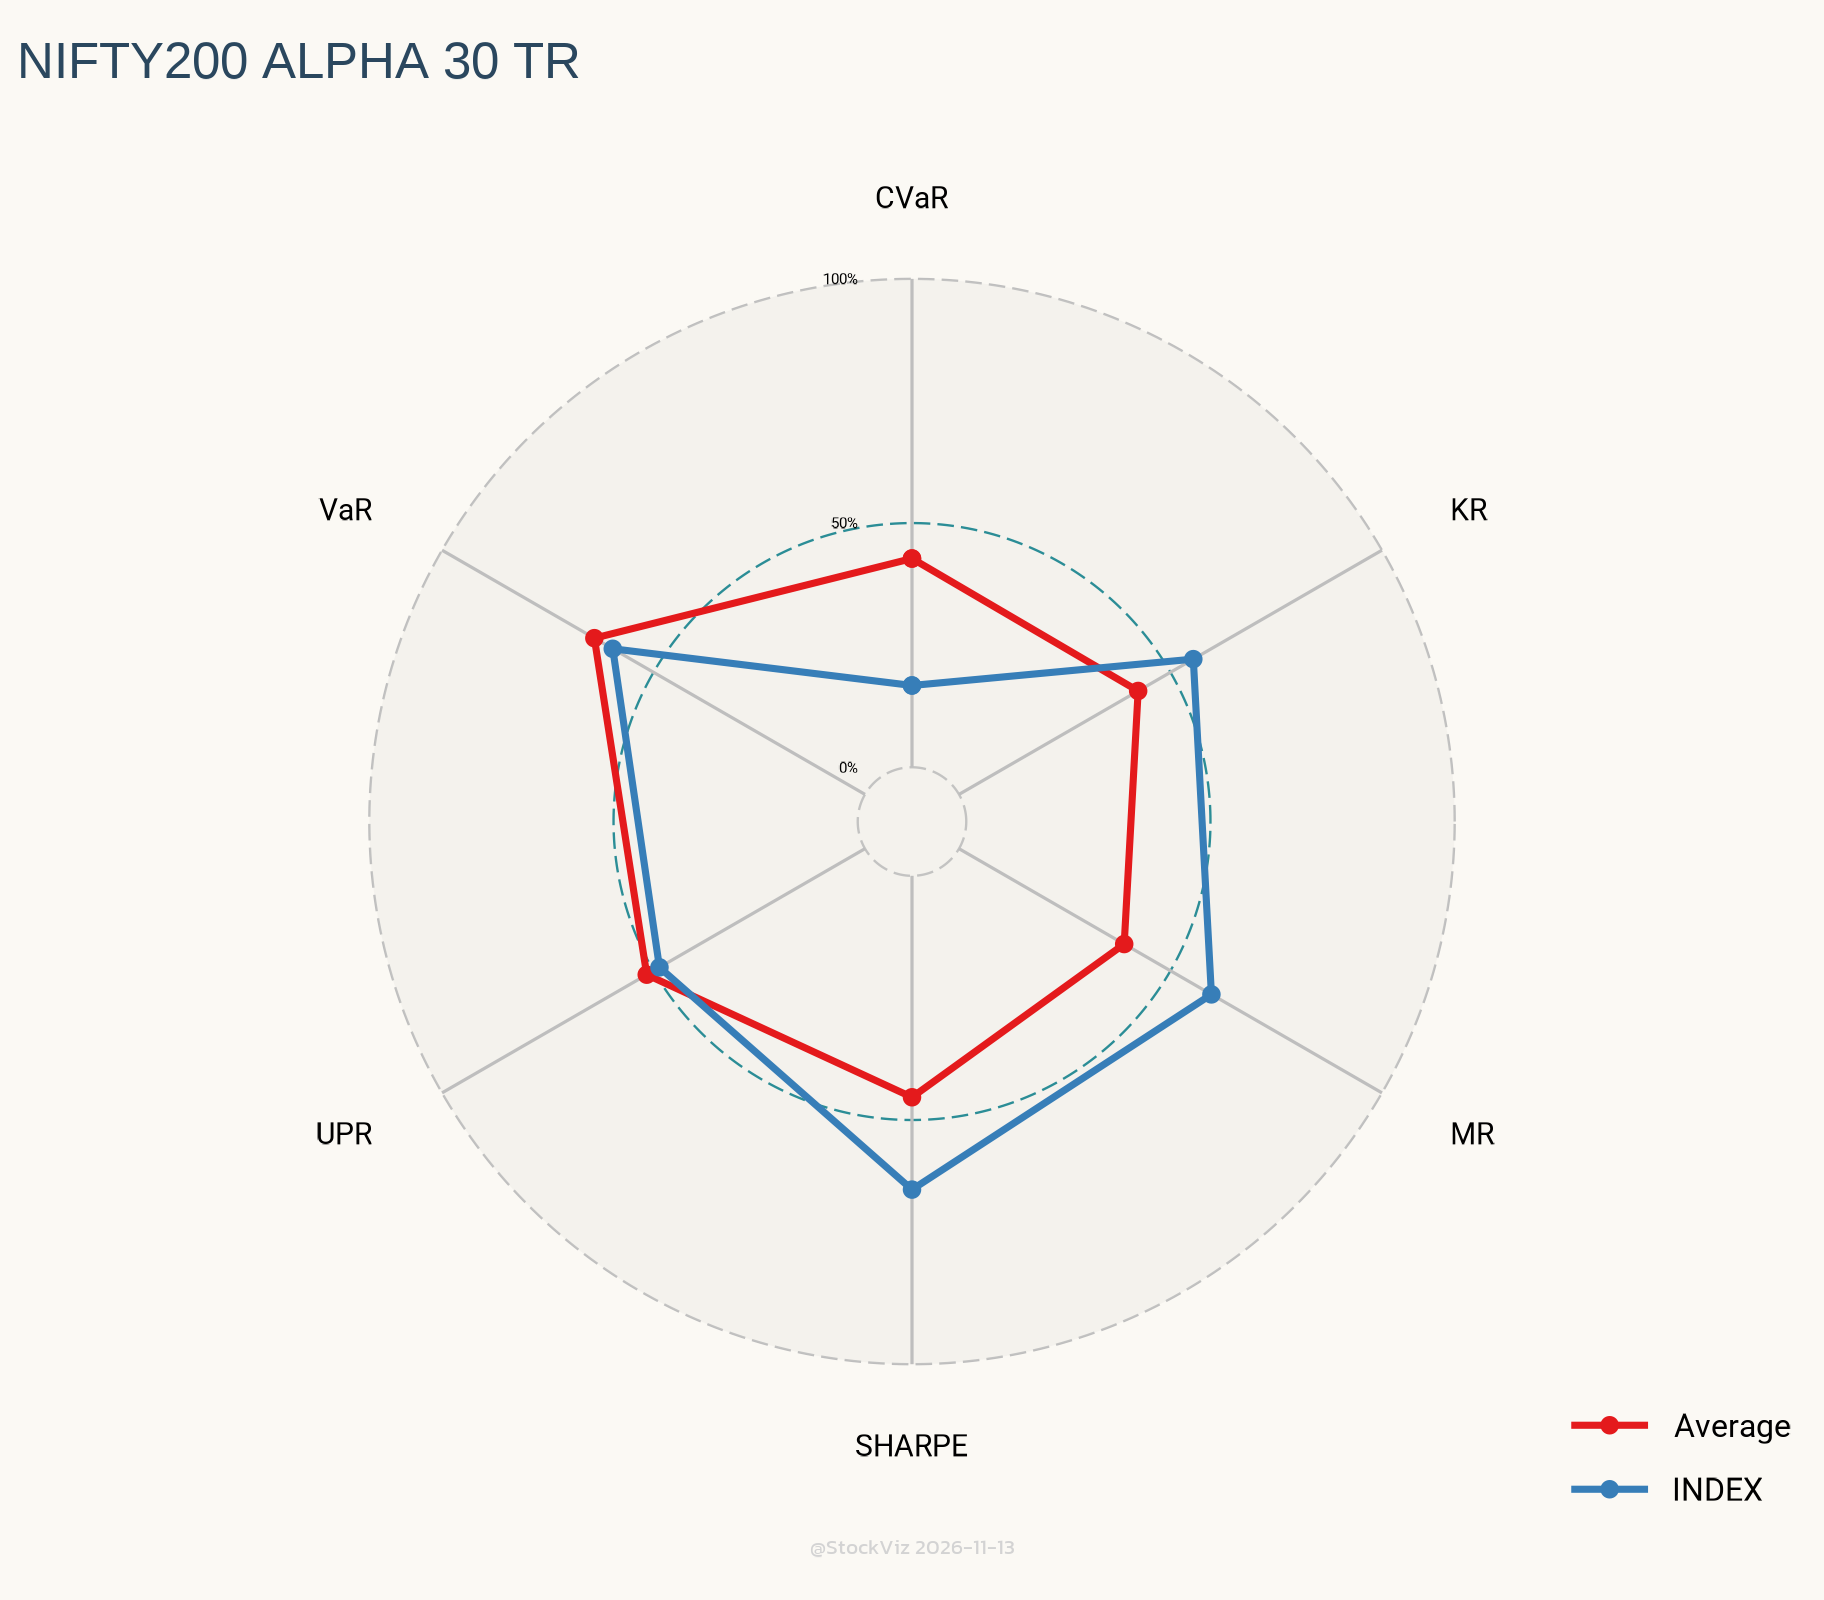 NIFTY200 ALPHA 30 TR
CVaR
100%
VaR
KR
50%
0%
UPR
MR
SHARPE
Average
INDEX
@StockViz 2026-11-13